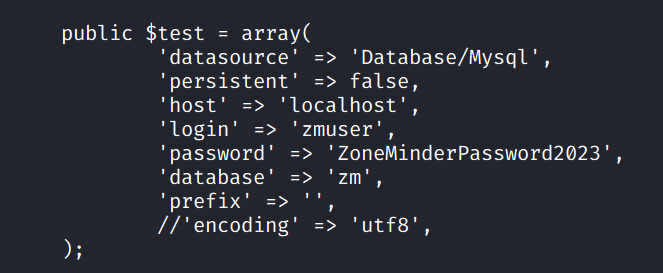 public $test = array(
'datasource' => 'Database/Mysql',
'persistent' => false,
'host' => 'localhost',
'login' => 'zmuser',
'password' => 'ZoneMinderPassword2023',
'database' => 'zm',
'prefix' => '',
//'encoding' => 'utf8',
);